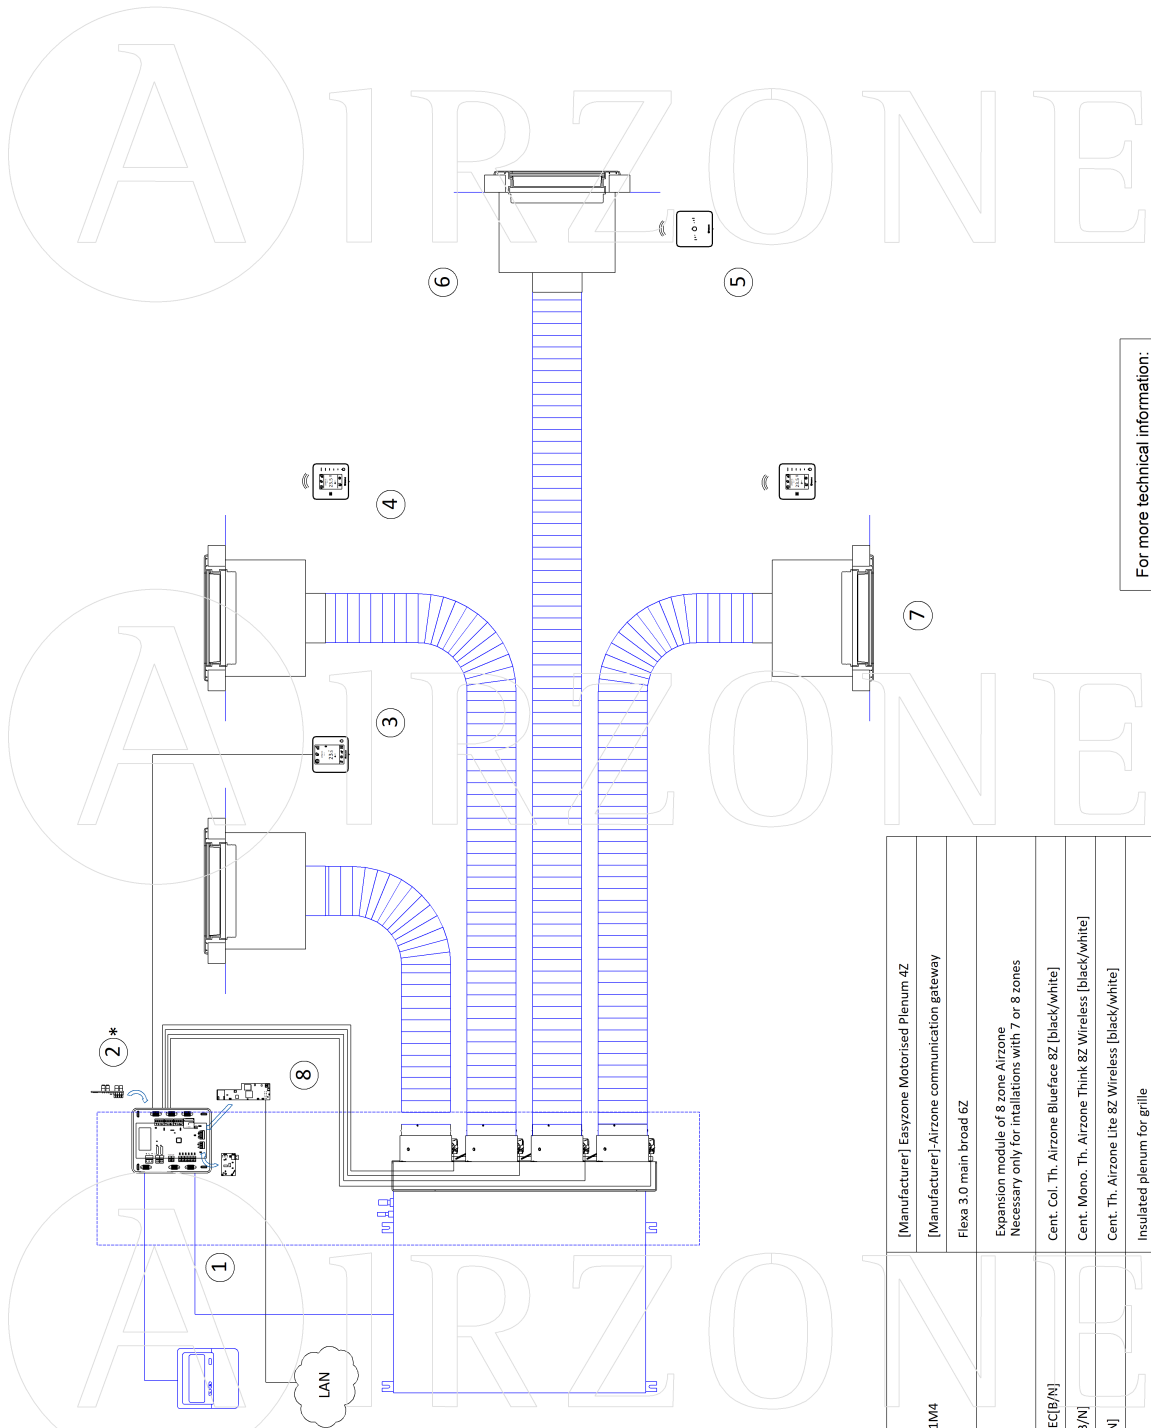 AIRZONE
AIRZONE
AIRZONE
1
2*
3
4
5
6
7
8
LAN
[Manufacturer] Easyzone Motorised Plenum 4Z
[Manufacturer]-Airzone communication gateway
Flexa 3.0 main broad 6Z
Expansion module of 8 zone Airzone
Necessary only for intallations with 7 or 8 zones
Cent. Col. Th. Airzone Blueface 8Z [black/white]
Cent. Mono. Th. Airzone Think 8Z Wireless [black/white]
Cent. Th. Airzone Lite 8Z Wireless [black/white]
Insulated plenum for grille
1M4
EC[B/N]
B/N]
N]
For more technical information: